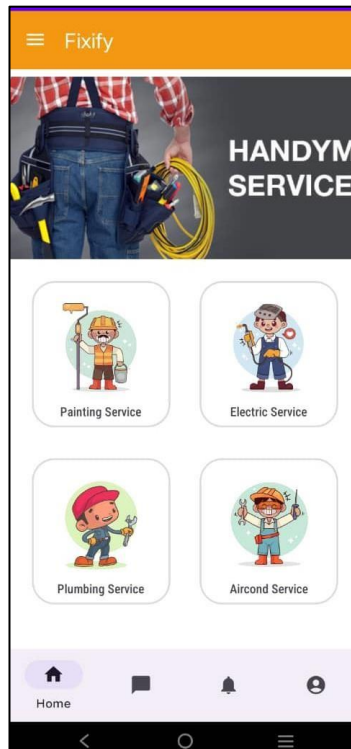 Fixify
HANDYM
SERVICE
Painting Service
Electric Service
Plumbing Service
Aircond Service
Home